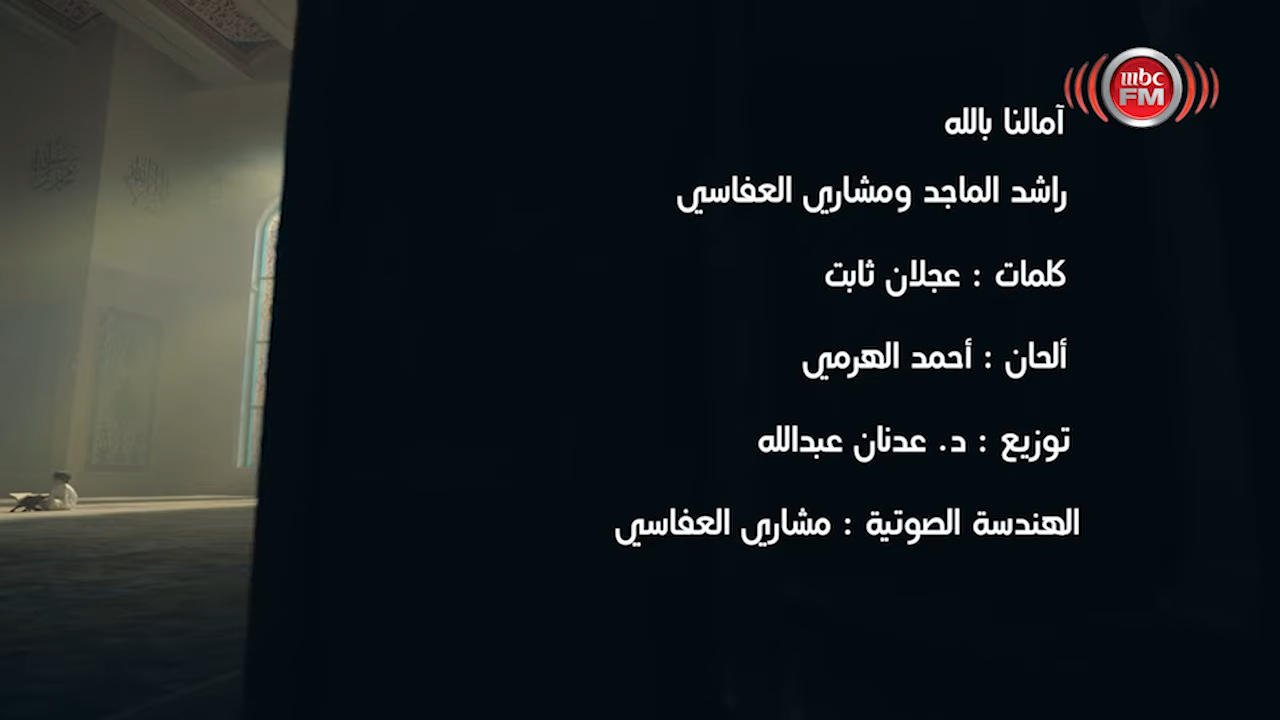 mbc
FM
آمالنا بالله
راشد الماجد ومشاري العفاسي
كلمات : عجلان ثابت
ألحان : أحمد الهرمي
توزيع : د. عدنان عبدالله
الهندسة الصوتية : مشاري العفاسي